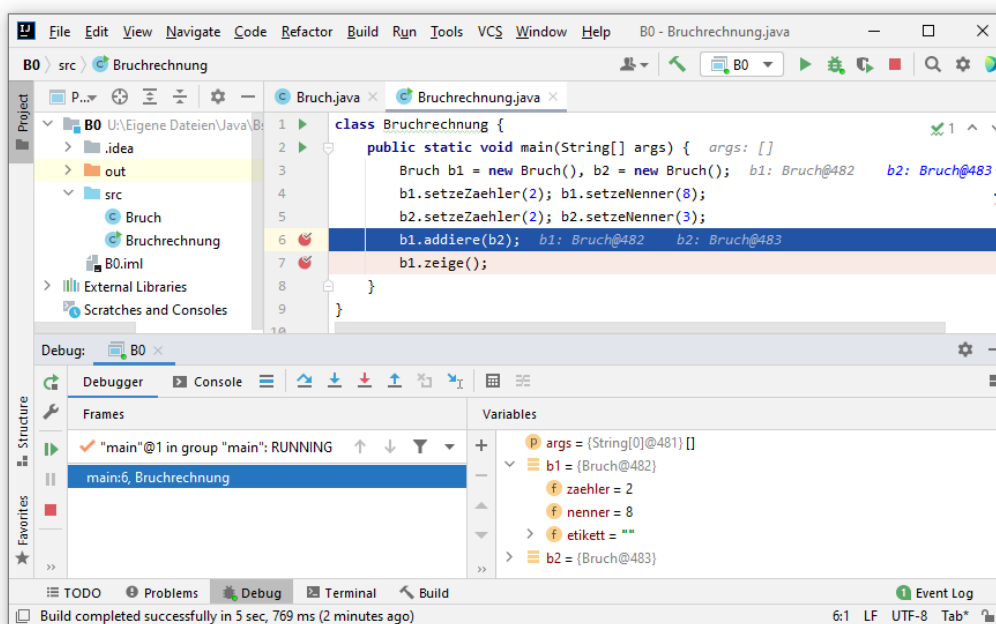 File Edit View Navigate Code Refactor Build Run Tools VCS Window Help B0 - Bruchrechnung.java
B0 src Bruchrechnung B0
Project P... Bruch.java Bruchrechnung.java
B0 U:\Eigene Dateien\Java\B
.idea
out
src
Bruch
Bruchrechnung
B0.iml
External Libraries
Scratches and Consoles
1 class Bruchrechnung { 1
2 public static void main(String[] args) { args: []
3 Bruch b1 = new Bruch(), b2 = new Bruch(); b1: Bruch@482 b2: Bruch@483
4 b1.setzeZaehler(2); b1.setzeNenner(8);
5 b2.setzeZaehler(2); b2.setzeNenner(3);
6 b1.addiere(b2); b1: Bruch@482 b2: Bruch@483
7 b1.zeige();
8 }
9 }
10
Debug: B0
Debugger Console
Structure
Favorites
Frames
"main"@1 in group "main": RUNNING
main:6, Bruchrechnung
Variables
args = {String[0]@481} []
b1 = {Bruch@482}
zaehler = 2
nenner = 8
etikett = ""
b2 = {Bruch@483}
TODO Problems Debug Terminal Build 1 Event Log
Build completed successfully in 5 sec, 769 ms (2 minutes ago) 6:1 LF UTF-8 Tab*